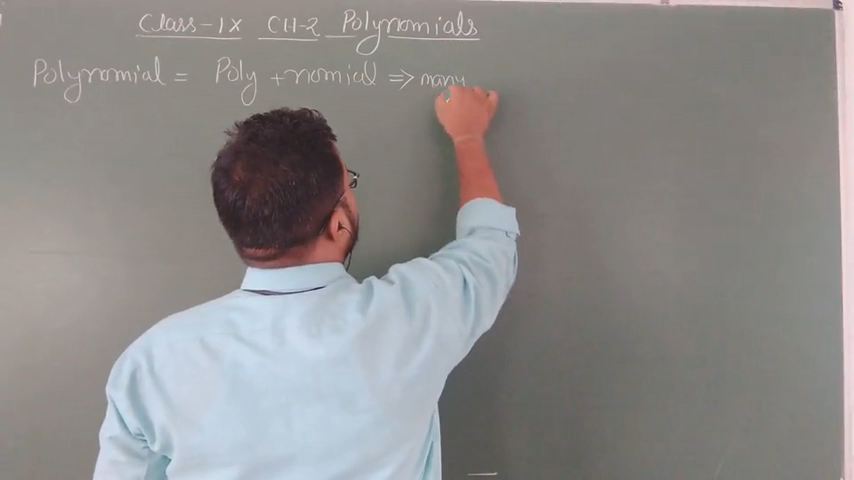 Class-IX CH-2 Polynomials
Polynomial = Poly + nomial ⇒ many